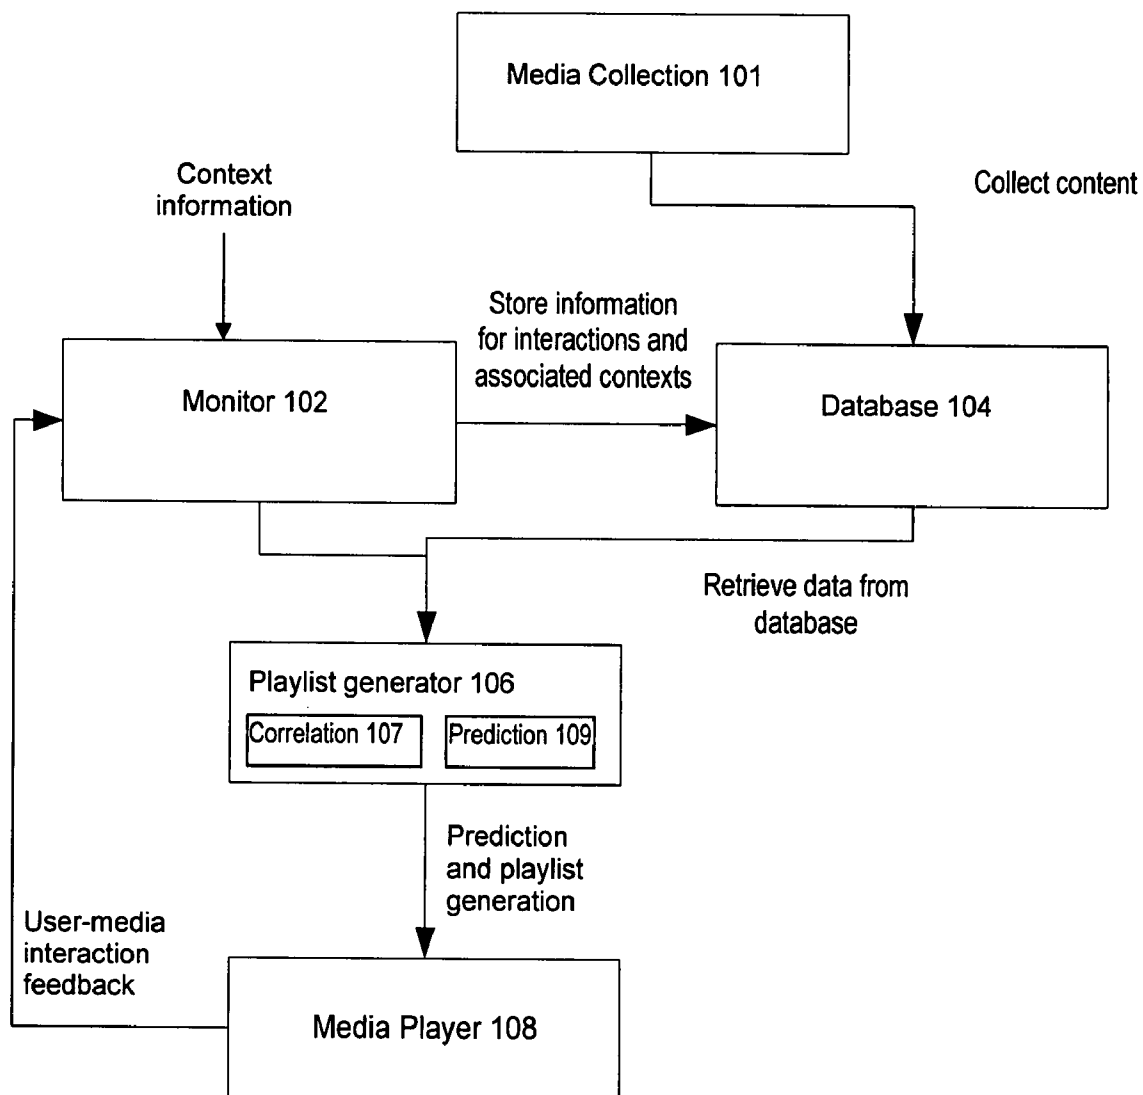 Media Collection 101
Collect content
Context
information
Store information
for interactions and
associated contexts
Monitor 102
Database 104
Retrieve data from
database
Playlist generator 106
Correlation 107
Prediction 109
Prediction
and playlist
generation
User-media
interaction
feedback
Media Player 108